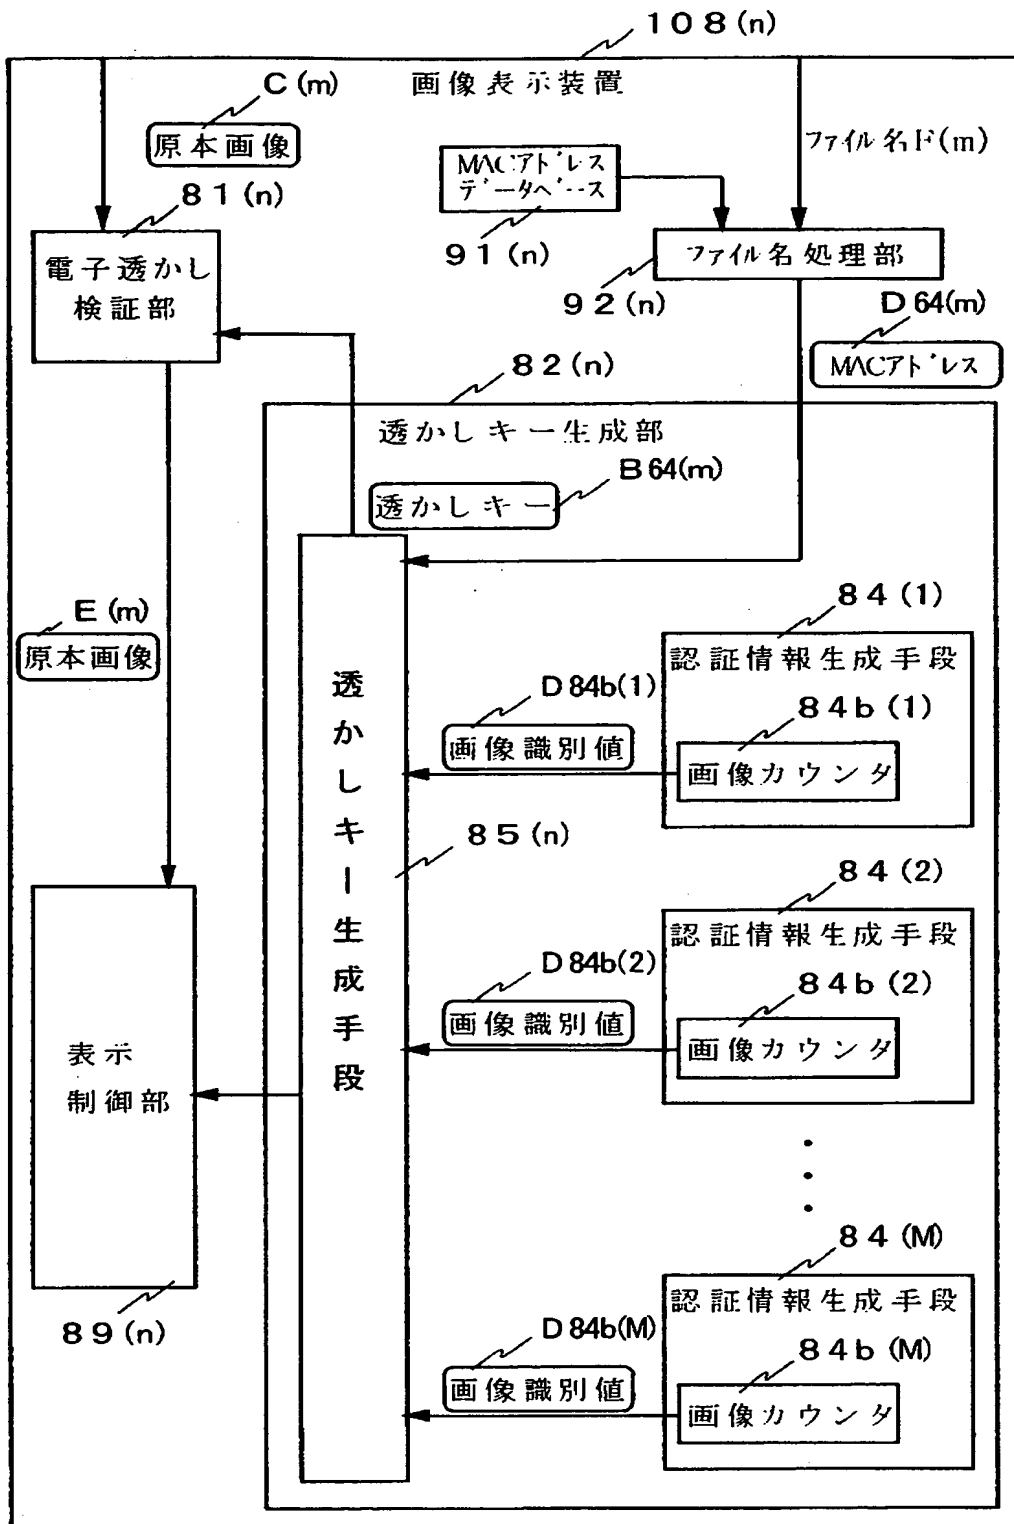 108(n)
画像表示装置
C(m)
原本画像
ファイル名F(m)
MACアドレス
データベース
81(n)
91(n)
電子透かし
検証部
ファイル名処理部
92(n)
D64(m)
MACアドレス
82(n)
透かしキー生成部
B64(m)
透かしキー
E(m)
原本画像
84(1)
認証情報生成手段
D84b(1)
84b(1)
画像識別値
画像カウンタ
透かしキー生成手段
85(n)
84(2)
認証情報生成手段
D84b(2)
84b(2)
画像識別値
画像カウンタ
表示
制御部
84(M)
認証情報生成手段
89(n)
D84b(M)
84b(M)
画像識別値
画像カウンタ